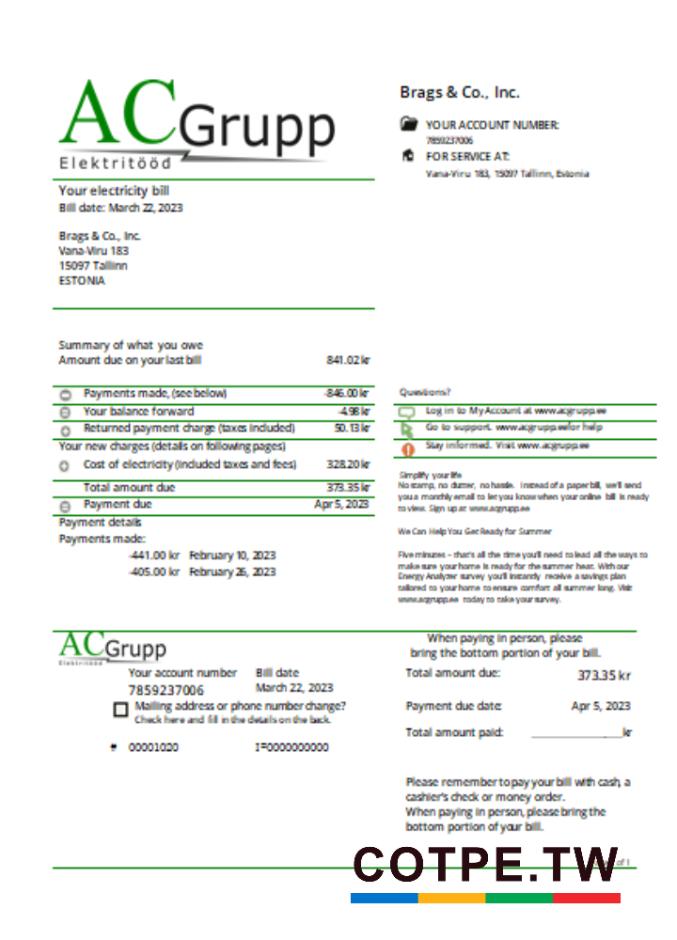 ACGrupp
Elektritööd
Your electricity bill
Bill date: March 22, 2023
Brags & Co., Inc.
Vana-Viru 183
15097 Tallinn
ESTONIA
Brags & Co., Inc.
YOUR ACCOUNT NUMBER:
7859237006
FOR SERVICE AT:
Vana-Viru 183, 15097 Tallinn, Estonia
Summary of what you owe
Amount due on your last bill 841.02 kr
Payments made, (see below) -846.00 kr
Your balance forward -4.98 kr
Returned payment charge (taxes included) 50.13 kr
Your new charges (details on following pages)
Cost of electricity (included taxes and fees) 328.20 kr
Total amount due 373.35 kr
Payment due Apr 5, 2023
Payment details
Payments made:
-441.00 kr February 10, 2023
-405.00 kr February 26, 2023
Questions?
Log in to My Account at www.acgrupp.ee
Go to support. www.acgrupp.ee for help
Stay informed. Visit www.acgrupp.ee
Simplify your life
No stamp, no clutter, no hassle. Instead of a paper bill, we'll send
you a monthly email to let you know when your online bill is ready
to view. Sign up at www.acgrupp.ee
We Can Help You Get Ready for Summer
Five minutes – that's all the time you'll need to lead all the ways to
make sure your home is ready for the summer heat. With our
Energy Analyzer survey you'll instantly receive a savings plan
tailored to your home to ensure comfort all summer long. Visit
www.acgrupp.ee today to take your survey.
ACGrupp
Elektritööd
Your account number Bill date
7859237006 March 22, 2023
Mailing address or phone number change?
Check here and fill in the details on the back.
# 00001020 I=0000000000
When paying in person, please
bring the bottom portion of your bill.
Total amount due: 373.35 kr
Payment due date: Apr 5, 2023
Total amount paid: ________________kr
Please remember to pay your bill with cash, a
cashier's check or money order.
When paying in person, please bring the
bottom portion of your bill.
of 1
COTPE.TW